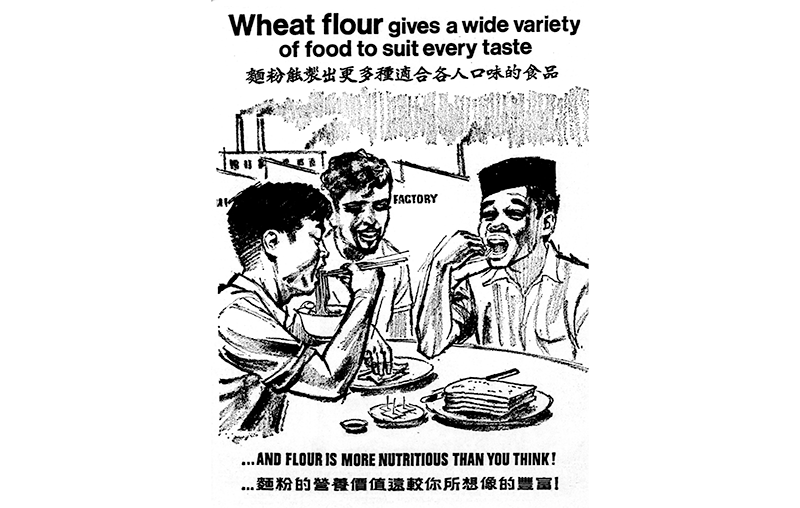 Wheat flour gives a wide variety
of food to suit every taste
麵粉能製出更多種適合各人口味的食品
FACTORY
...AND FLOUR IS MORE NUTRITIOUS THAN YOU THINK!
...麵粉的營養價值遠較你所想像的豐富!